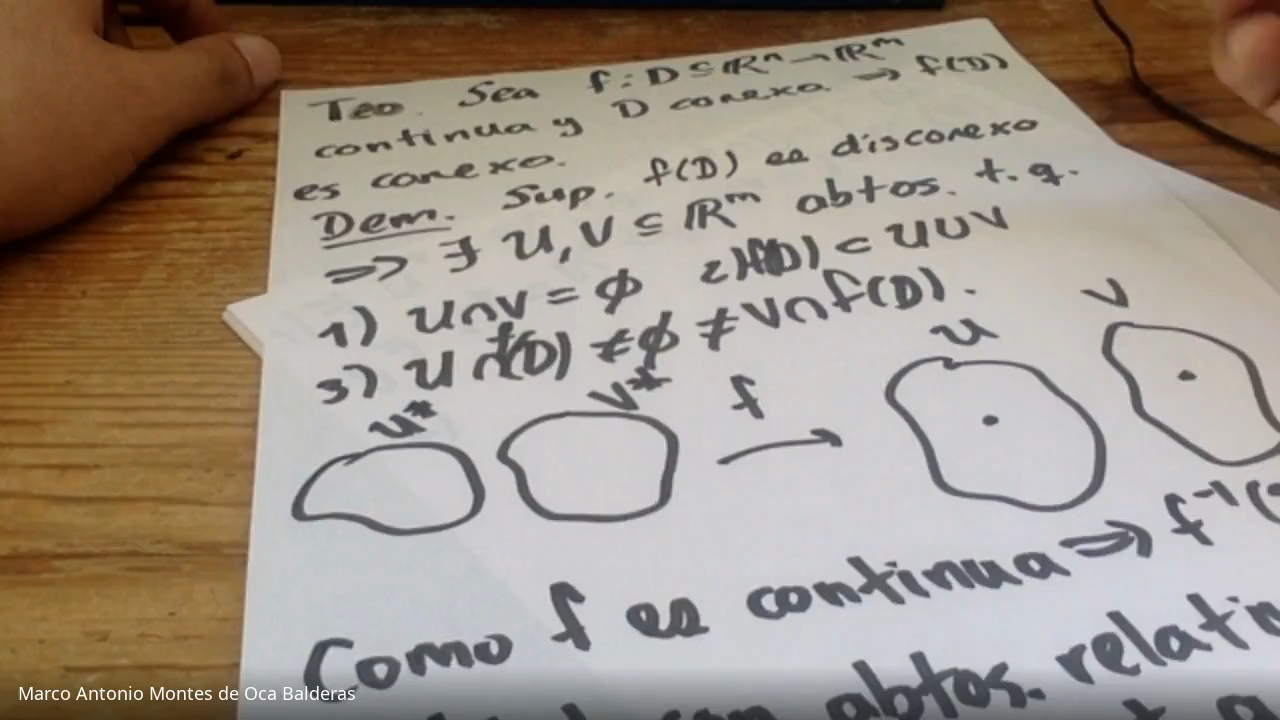 Teo. Sea f: D ⊆ ℝⁿ → ℝᵐ
continua y D conexo. ⇒ f(D)
es conexo.
Dem. Sup. f(D) es disconexo
⇒ ∃ U, V ⊆ ℝᵐ abtos. t.q.
1) U∩V = ∅ 2) f(D) ⊂ U∪V
3) U∩f(D) ≠ ∅ ≠ V∩f(D).
U* V* f U V
Como f es continua ⇒ f⁻¹(
abtos.
Marco Antonio Montes de Oca Balderas